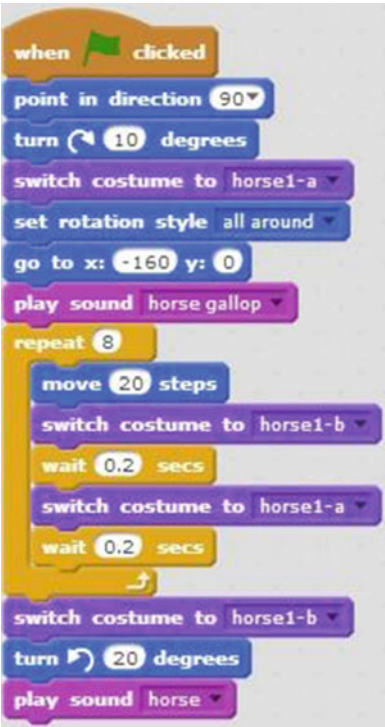 when clicked
point in direction 90
turn 10 degrees
switch costume to horse1-a
set rotation style all around
go to x: -160 y: 0
play sound horse gallop
repeat 8
move 20 steps
switch costume to horse1-b
wait 0.2 secs
switch costume to horse1-a
wait 0.2 secs
switch costume to horse1-b
turn 20 degrees
play sound horse